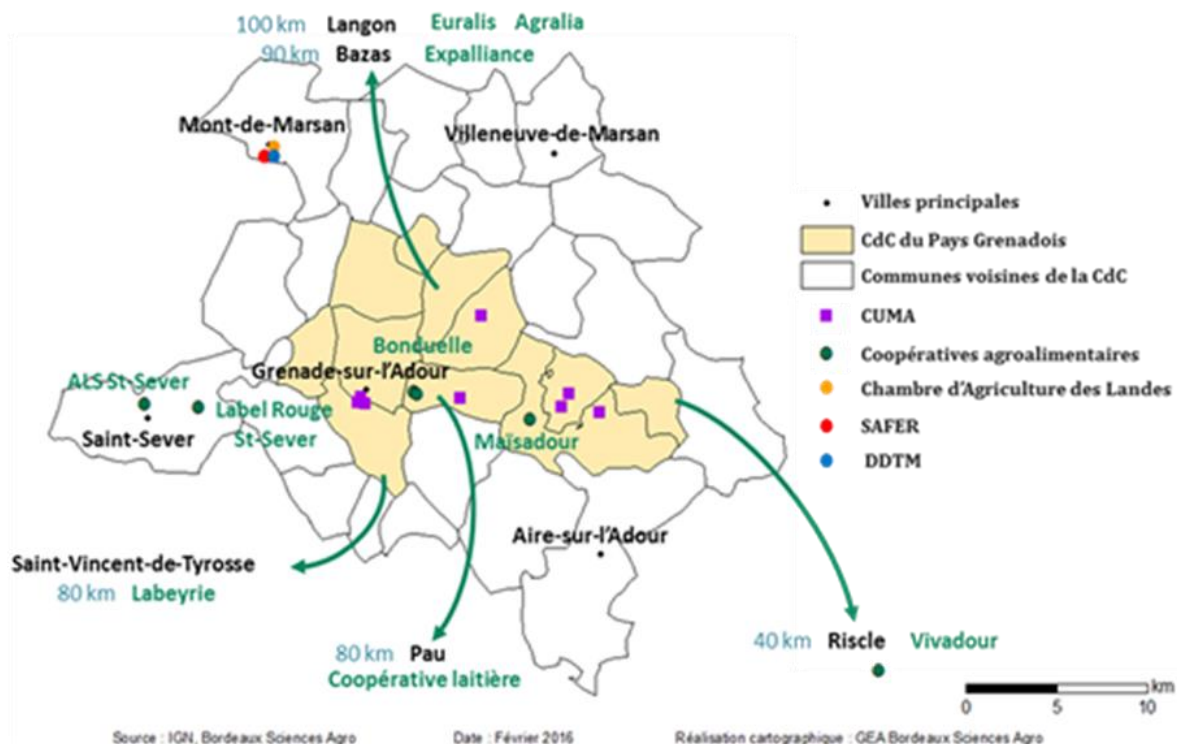 100 km Langon Euralis Agralia
90 km Bazas Expalliance
Mont-de-Marsan
Villeneuve-de-Marsan
Villes principales
CdC du Pays Grenadois
Communes voisines de la CdC
CUMA
Coopératives agroalimentaires
Chambre d'Agriculture des Landes
SAFER
DDTM
Bonduelle
Grenade-sur-l'Adour
ALS St-Sever
Label Rouge
St-Sever
Saint-Sever
Maïsadour
Aire-sur-l'Adour
Saint-Vincent-de-Tyrosse
80 km Labeyrie
80 km Pau
Coopérative laitière
40 km Riscle Vivadour
km
0 5 10
Source : IGN, Bordeaux Sciences Agro Date : Février 2016 Réalisation cartographique : GEA Bordeaux Sciences Agro